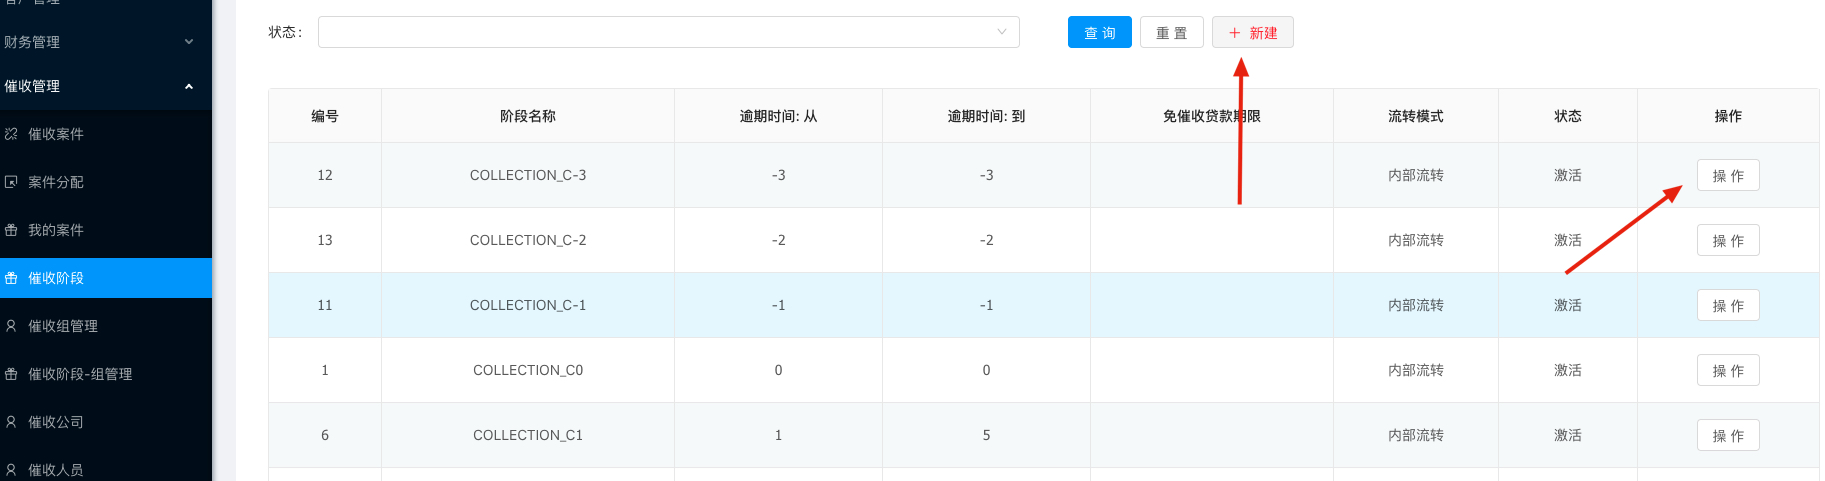 财务管理
催收管理
催收案件
案件分配
我的案件
催收阶段
催收组管理
催收阶段-组管理
催收公司
催收人员
状态：
查 询 重 置 + 新建
编号 阶段名称 逾期时间: 从 逾期时间: 到 免催收贷款期限 流转模式 状态 操作
12 COLLECTION_C-3 -3 -3 内部流转 激活 操 作
13 COLLECTION_C-2 -2 -2 内部流转 激活 操 作
11 COLLECTION_C-1 -1 -1 内部流转 激活 操 作
1 COLLECTION_C0 0 0 内部流转 激活 操 作
6 COLLECTION_C1 1 5 内部流转 激活 操 作